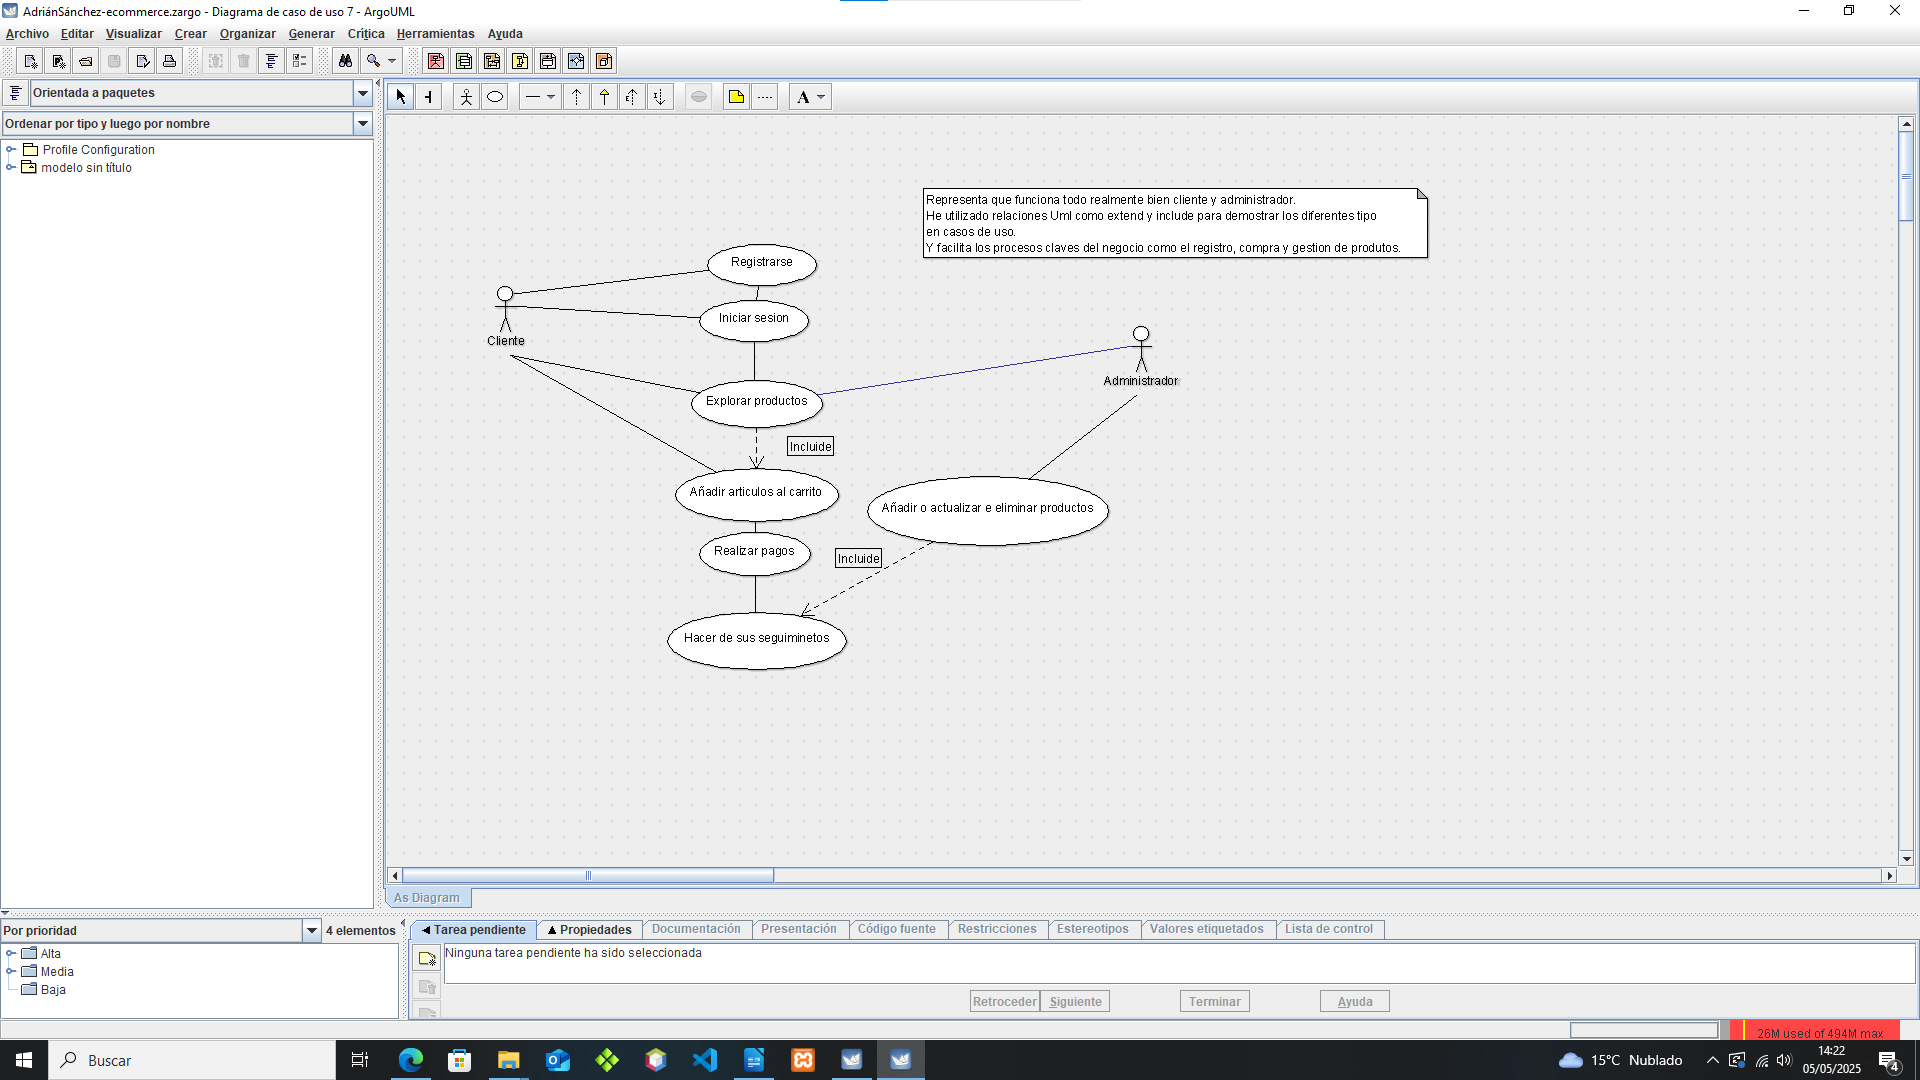 AdriánSánchez-ecommerce.zargo - Diagrama de caso de uso 7 - ArgoUML
Archivo Editar Visualizar Crear Organizar Generar Crítica Herramientas Ayuda
Orientada a paquetes
Ordenar por tipo y luego por nombre
Profile Configuration
modelo sin título
A
Representa que funciona todo realmente bien cliente y administrador.
He utilizado relaciones Uml como extend y include para demostrar los diferentes tipo
en casos de uso.
Y facilita los procesos claves del negocio como el registro, compra y gestion de produtos.
Registrarse
Iniciar sesion
Cliente
Administrador
Explorar productos
Incluide
Añadir articulos al carrito
Añadir o actualizar e eliminar productos
Realizar pagos
Incluide
Hacer de sus seguiminetos
As Diagram
Por prioridad
4 elementos
Alta
Media
Baja
Tarea pendiente Propiedades Documentación Presentación Código fuente Restricciones Estereotipos Valores etiquetados Lista de control
Ninguna tarea pendiente ha sido seleccionada
Retroceder Siguiente Terminar Ayuda
26M used of 494M max
Buscar
15°C Nublado
14:22
05/05/2025
4